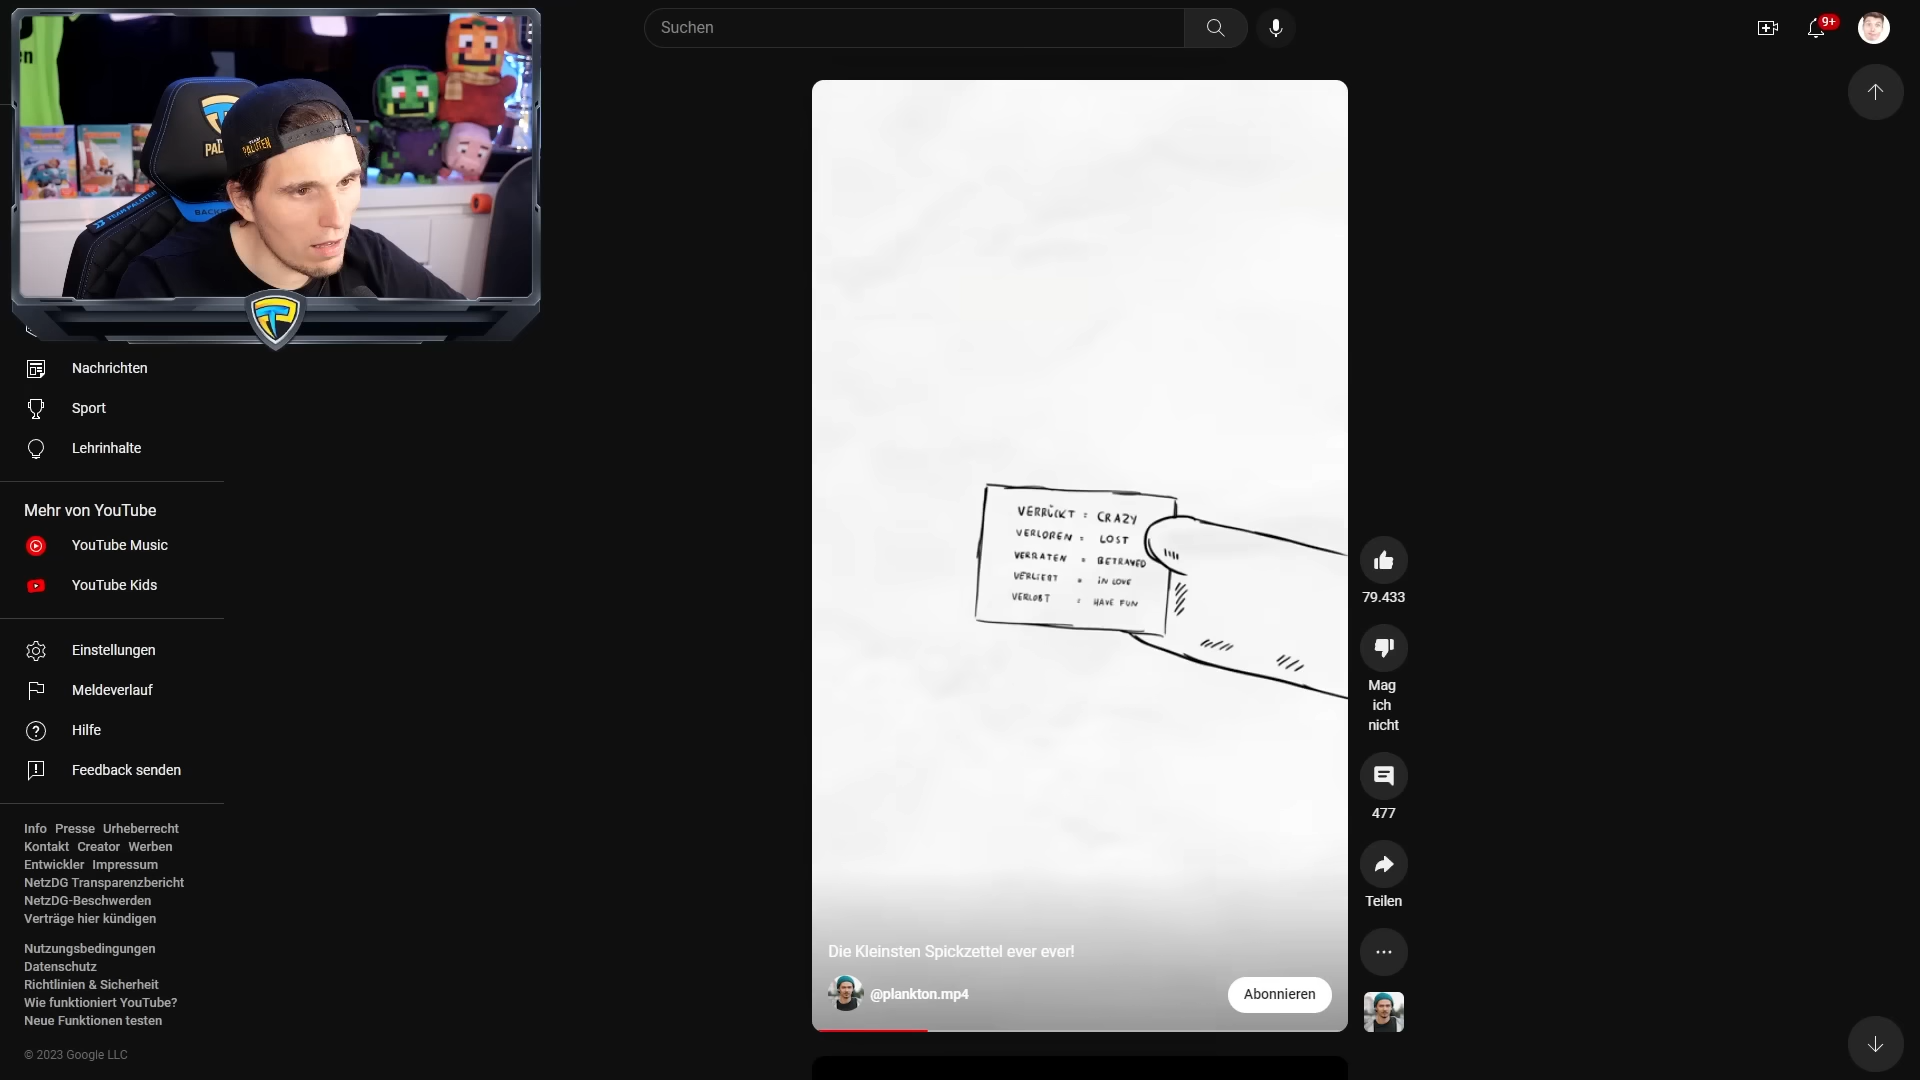 Suchen
9+
PALUTEN
TEAM PALUTEN
Nachrichten
Sport
Lehrinhalte
Mehr von YouTube
YouTube Music
YouTube Kids
Einstellungen
Meldeverlauf
Hilfe
Feedback senden
Info Presse Urheberrecht
Kontakt Creator Werben
Entwickler Impressum
NetzDG Transparenzbericht
NetzDG-Beschwerden
Verträge hier kündigen
Nutzungsbedingungen
Datenschutz
Richtlinien & Sicherheit
Wie funktioniert YouTube?
Neue Funktionen testen
© 2023 Google LLC
VERRÜCKT = CRAZY
VERLOREN = LOST
VERRATEN = BETRAYED
VERLIEBT = IN LOVE
VERLOBT = HAVE FUN
Die Kleinsten Spickzettel ever ever!
@plankton.mp4
Abonnieren
79.433
Mag
ich
nicht
477
Teilen